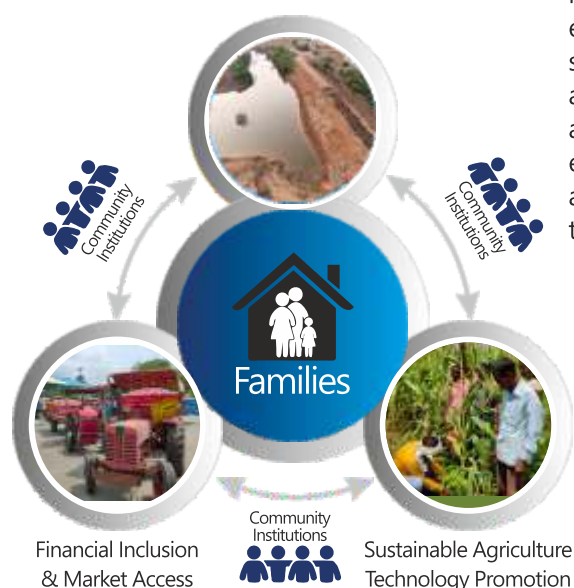 Community
Institutions
Community
Institutions
Families
Community
Institutions
Financial Inclusion
& Market Access
Sustainable Agriculture
Technology Promotion